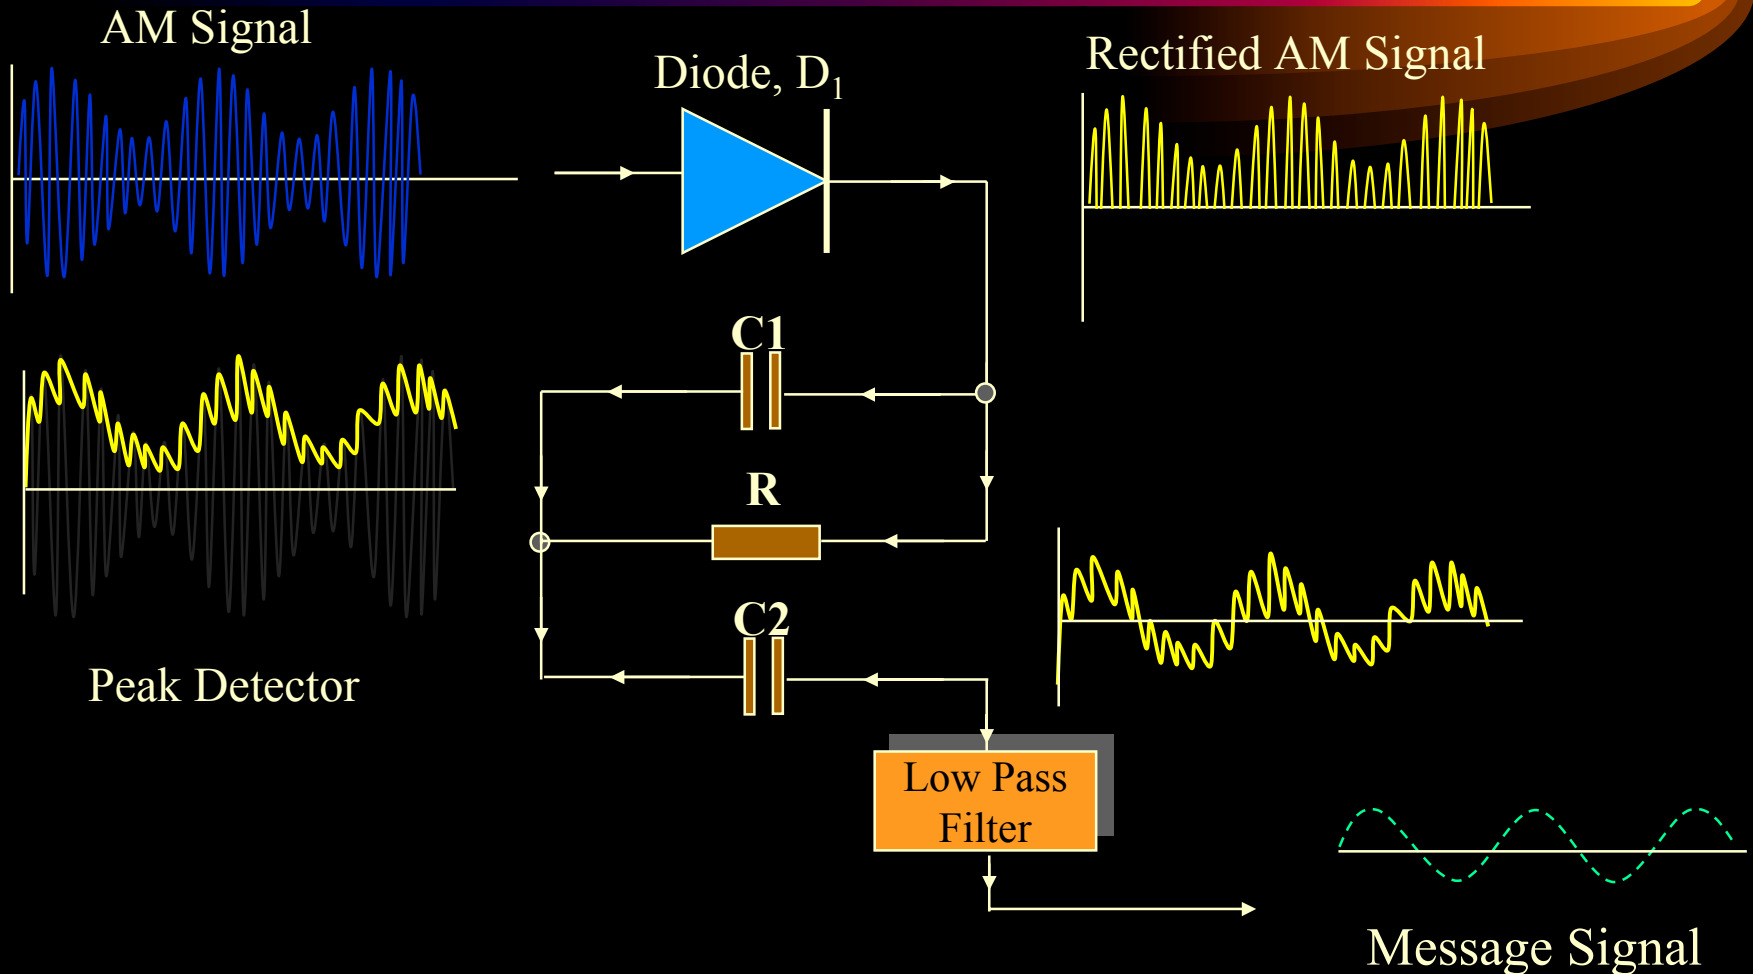 AM Signal
Diode, D₁
Rectified AM Signal
C1
R
C2
Peak Detector
Low Pass
Filter
Message Signal